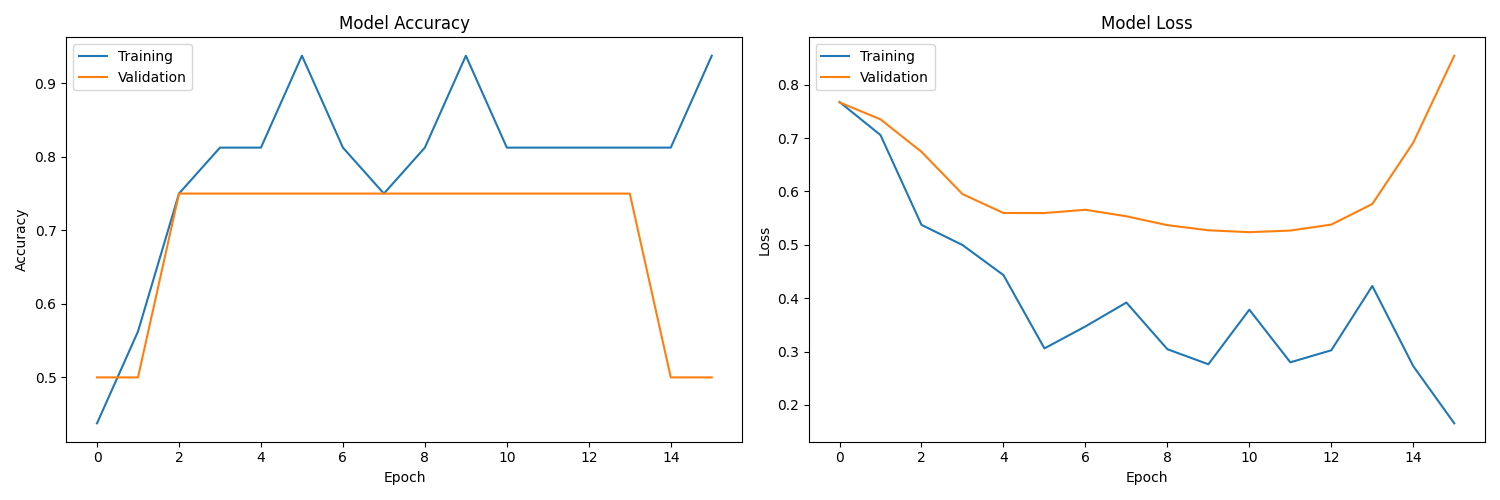 Model Accuracy
Training
Validation
0.9
0.8
0.7
0.6
0.5
Accuracy
0 2 4 6 8 10 12 14
Epoch
Model Loss
Training
Validation
0.8
0.7
0.6
0.5
0.4
0.3
0.2
Loss
0 2 4 6 8 10 12 14
Epoch